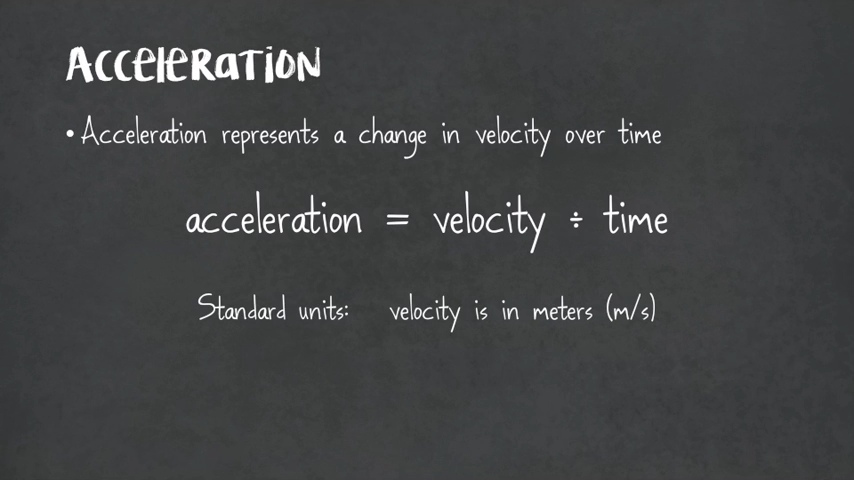 Acceleration
• Acceleration represents a change in velocity over time
acceleration = velocity ÷ time
Standard units: velocity is in meters (m/s)